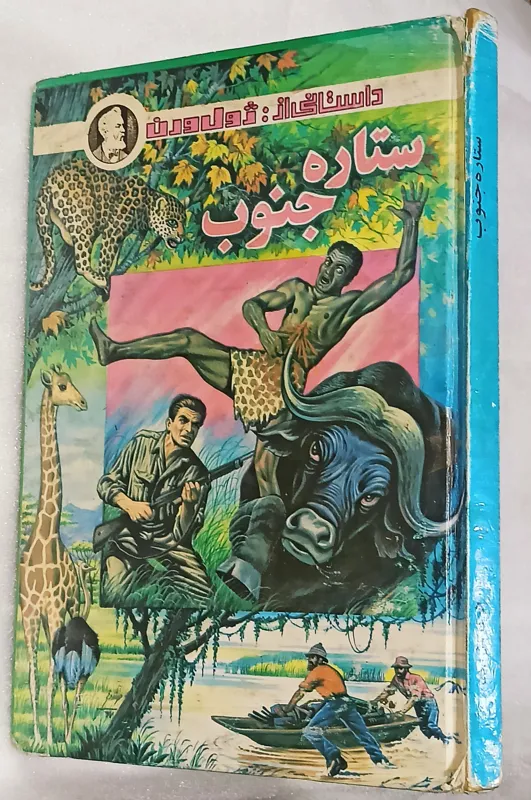 داستانی از: ژول ورن
ستاره
جنوب
ستاره جنوب